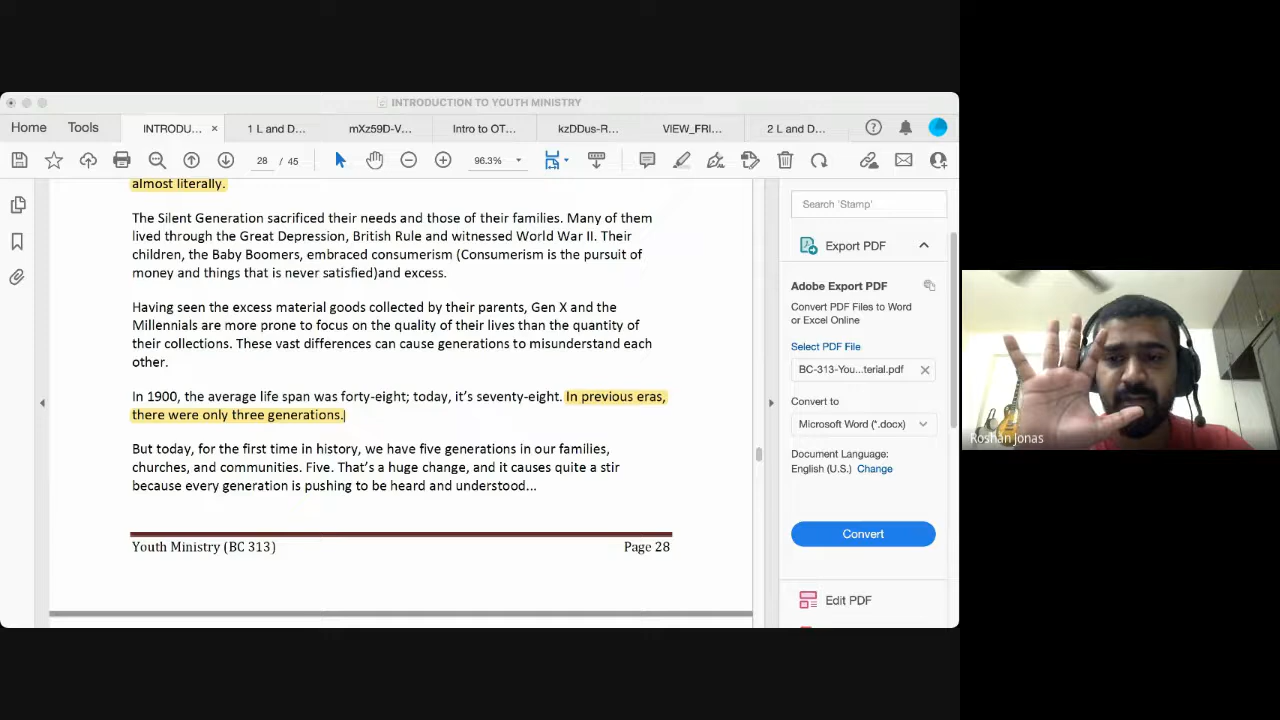 INTRODUCTION TO YOUTH MINISTRY
Home Tools INTRODU... × 1 L and D... mXz59D-V... Intro to OT... kzDDus-R... VIEW_FRI... 2 L and D...
28 / 45 96.3%
almost literally.
The Silent Generation sacrificed their needs and those of their families. Many of them
lived through the Great Depression, British Rule and witnessed World War II. Their
children, the Baby Boomers, embraced consumerism (Consumerism is the pursuit of
money and things that is never satisfied)and excess.
Having seen the excess material goods collected by their parents, Gen X and the
Millennials are more prone to focus on the quality of their lives than the quantity of
their collections. These vast differences can cause generations to misunderstand each
other.
In 1900, the average life span was forty-eight; today, it’s seventy-eight. In previous eras,
there were only three generations.
But today, for the first time in history, we have five generations in our families,
churches, and communities. Five. That’s a huge change, and it causes quite a stir
because every generation is pushing to be heard and understood...
Youth Ministry (BC 313) Page 28
Search 'Stamp'
Export PDF
Adobe Export PDF
Convert PDF Files to Word
or Excel Online
Select PDF File
BC-313-You...terial.pdf
Convert to
Microsoft Word (*.docx)
Document Language:
English (U.S.) Change
Convert
Edit PDF
Roshan Jonas